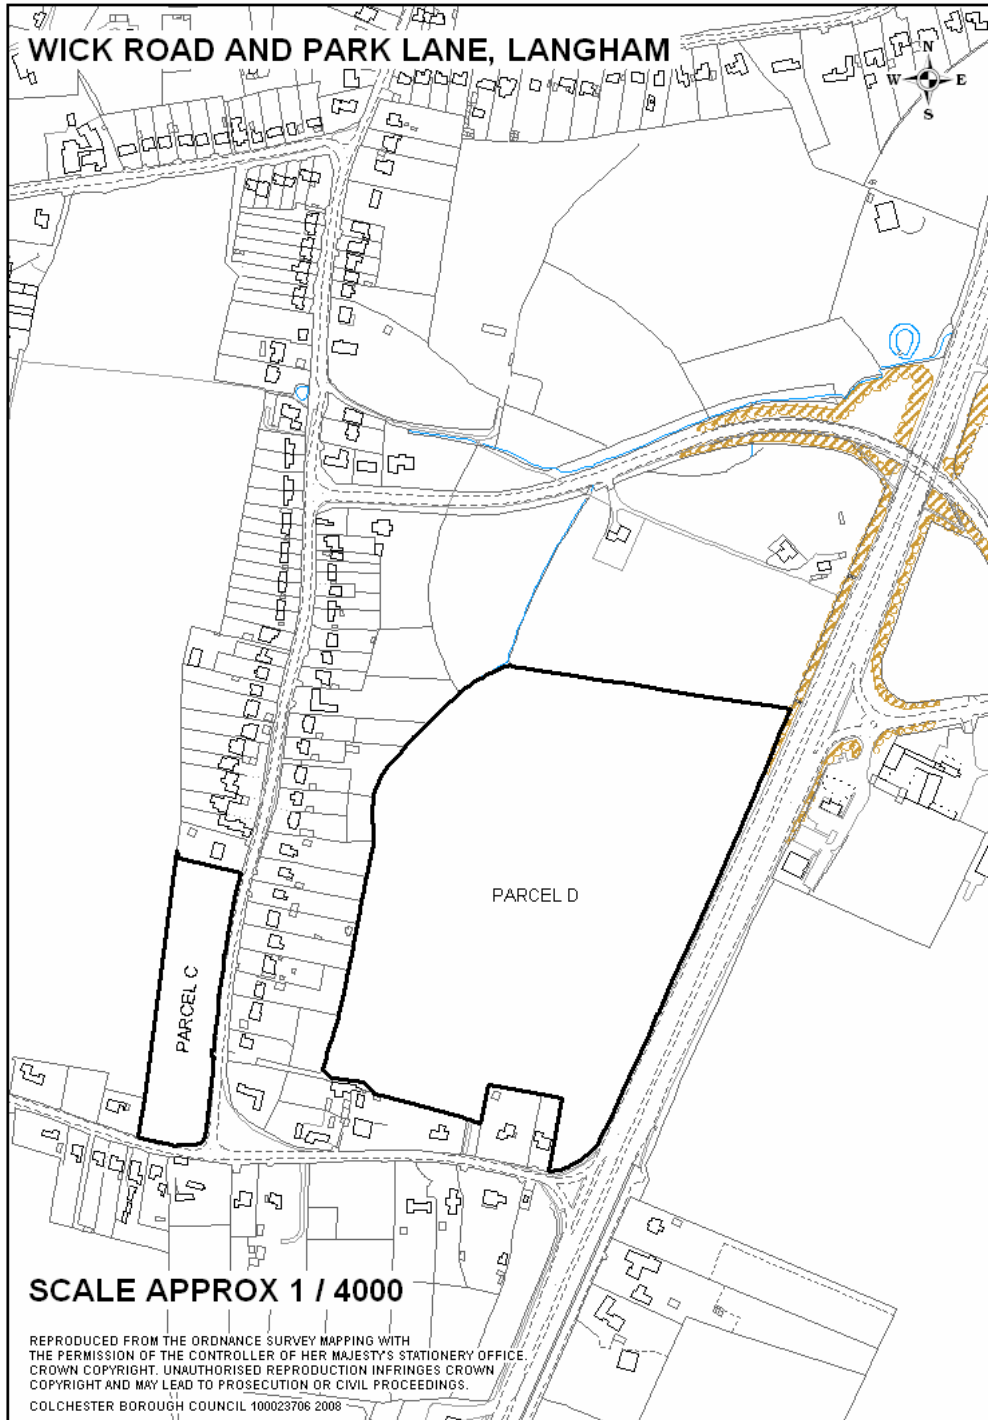 WICK ROAD AND PARK LANE, LANGHAM
N
W E
S
PARCEL D
PARCEL C
SCALE APPROX 1 / 4000
REPRODUCED FROM THE ORDNANCE SURVEY MAPPING WITH
THE PERMISSION OF THE CONTROLLER OF HER MAJESTY'S STATIONERY OFFICE.
CROWN COPYRIGHT. UNAUTHORISED REPRODUCTION INFRINGES CROWN
COPYRIGHT AND MAY LEAD TO PROSECUTION OR CIVIL PROCEEDINGS.
COLCHESTER BOROUGH COUNCIL 100023706 2008